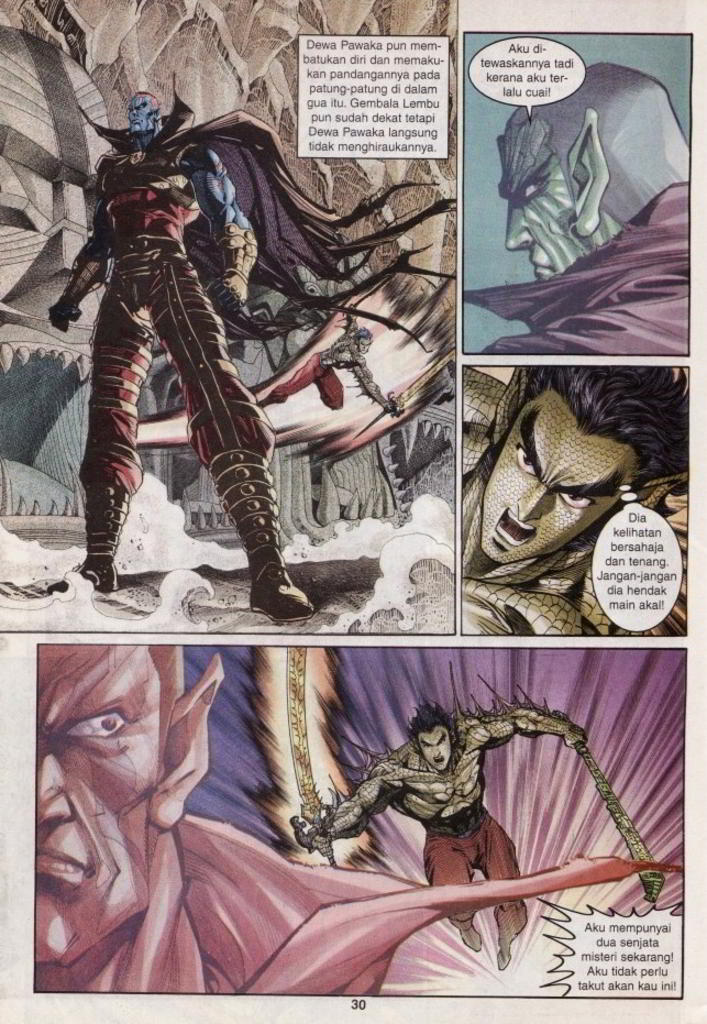 Dewa Pawaka pun mem-
batukan diri dan memaku-
kan pandangannya pada
patung-patung di dalam
gua itu. Gembala Lembu
pun sudah dekat tetapi
Dewa Pawaka langsung
tidak menghiraukannya.
Aku di-
tewaskannya tadi
kerana aku ter-
lalu cuai!
Dia
kelihatan
bersahaja
dan tenang.
Jangan-jangan
dia hendak
main akal!
Aku mempunyai
dua senjata
misteri sekarang!
Aku tidak perlu
takut akan kau ini!
30